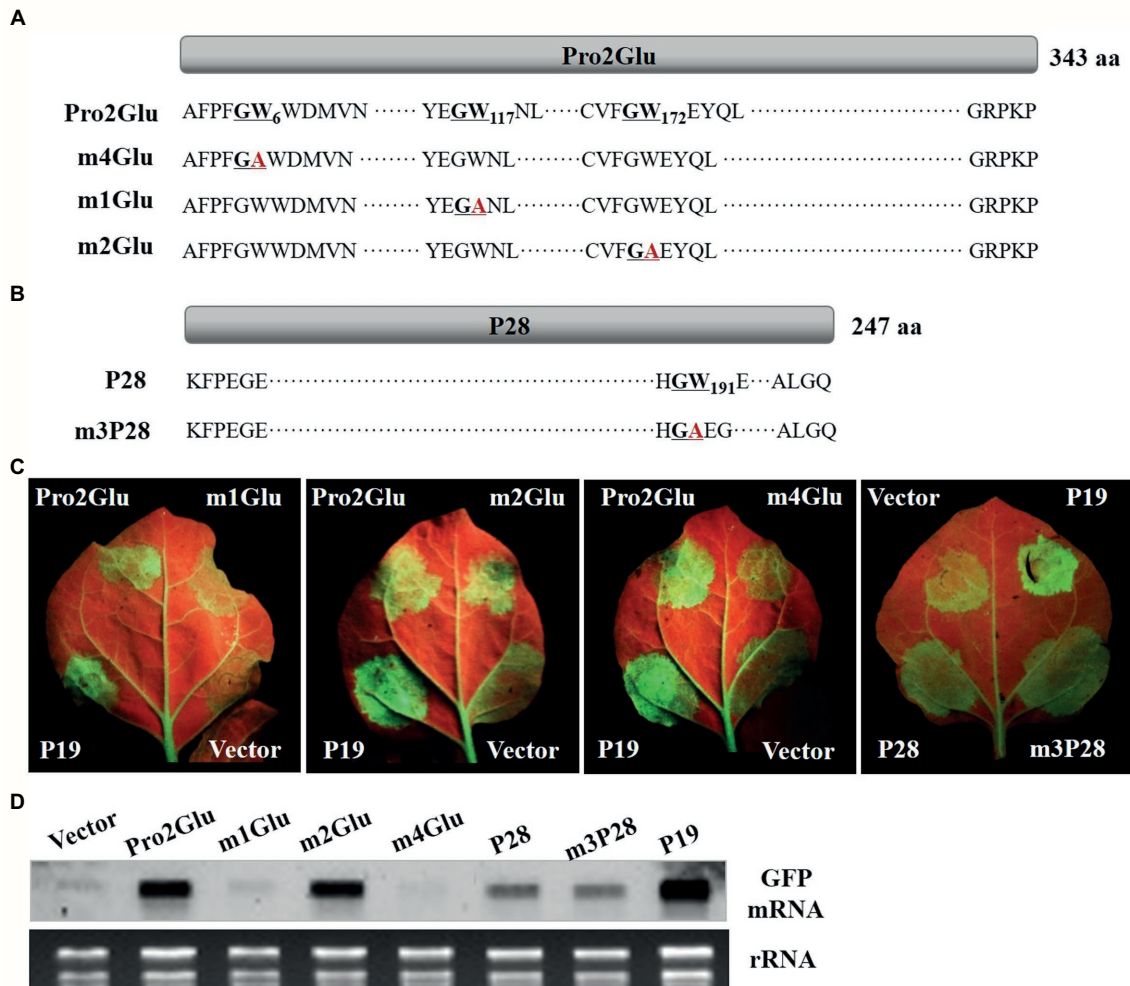 A
Pro2Glu 343 aa
Pro2Glu AFPFGW6WDMVN ······ YEGW117NL ·····CVFGW172EYQL ································ GRPKP
m4Glu AFPFGAWDMVN ········ YEGWNL ········ CVFGWEYQL ···································· GRPKP
m1Glu AFPFGWWDMVN ······· YEGANL ········ CVFGWEYQL ···································· GRPKP
m2Glu AFPFGWWDMVN ······· YEGWNL ········· CVFGAEYQL ··································· GRPKP
B
P28 247 aa
P28 KFPEGE·······················································HGW191E···ALGQ
m3P28 KFPEGE·······················································HGAEG······ALGQ
C
Pro2Glu m1Glu Pro2Glu m2Glu Pro2Glu m4Glu Vector P19
P19 Vector P19 Vector P19 Vector P28 m3P28
D
Vector Pro2Glu m1Glu m2Glu m4Glu P28 m3P28 P19
GFP
mRNA
rRNA